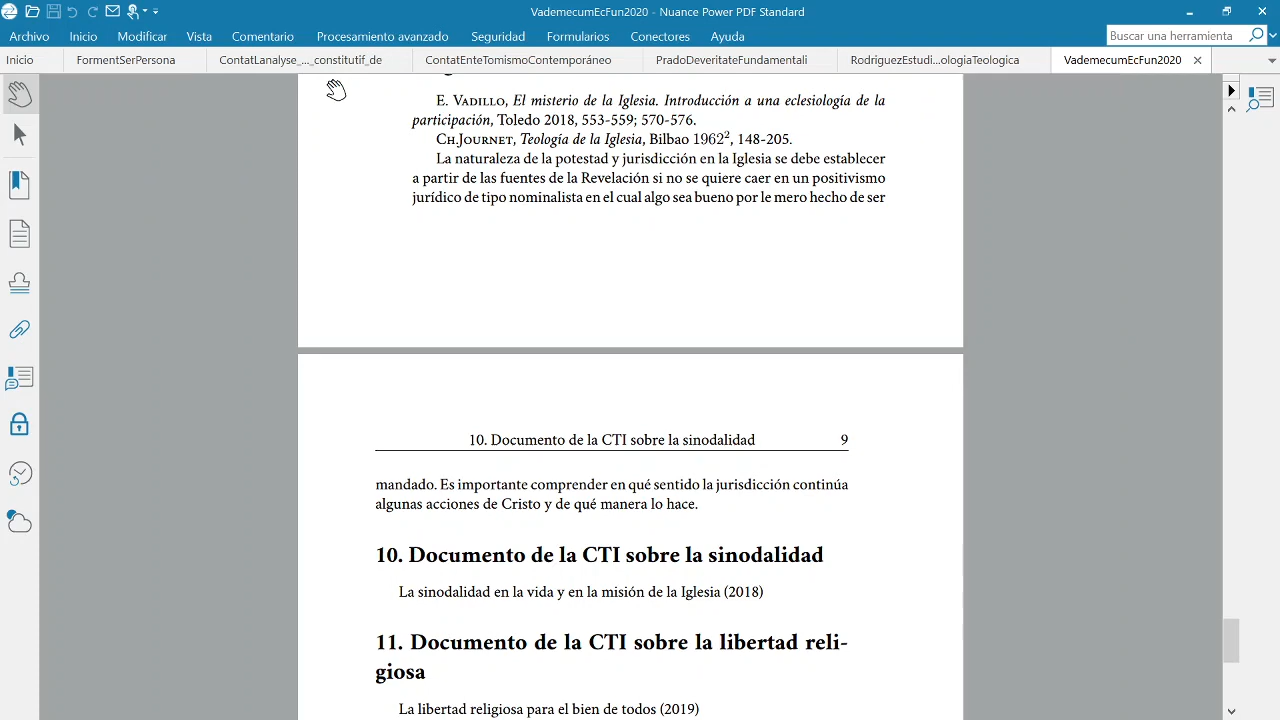 VademecumEcFun2020 - Nuance Power PDF Standard
Archivo Inicio Modificar Vista Comentario Procesamiento avanzado Seguridad Formularios Conectores Ayuda Buscar una herramienta
Inicio FormentSerPersona ContatLanalyse_..._constitutif_de ContatEnteTomismoContemporáneo PradoDeveritateFundamentali RodriguezEstudi...ologiaTeologica VademecumEcFun2020
E. Vadillo, El misterio de la Iglesia. Introducción a una eclesiología de la
participación, Toledo 2018, 553-559; 570-576.
Ch.Journet, Teología de la Iglesia, Bilbao 1962², 148-205.
La naturaleza de la potestad y jurisdicción en la Iglesia se debe establecer
a partir de las fuentes de la Revelación si no se quiere caer en un positivismo
jurídico de tipo nominalista en el cual algo sea bueno por le mero hecho de ser
10. Documento de la CTI sobre la sinodalidad 9
mandado. Es importante comprender en qué sentido la jurisdicción continúa
algunas acciones de Cristo y de qué manera lo hace.
10. Documento de la CTI sobre la sinodalidad
La sinodalidad en la vida y en la misión de la Iglesia (2018)
11. Documento de la CTI sobre la libertad reli-
giosa
La libertad religiosa para el bien de todos (2019)